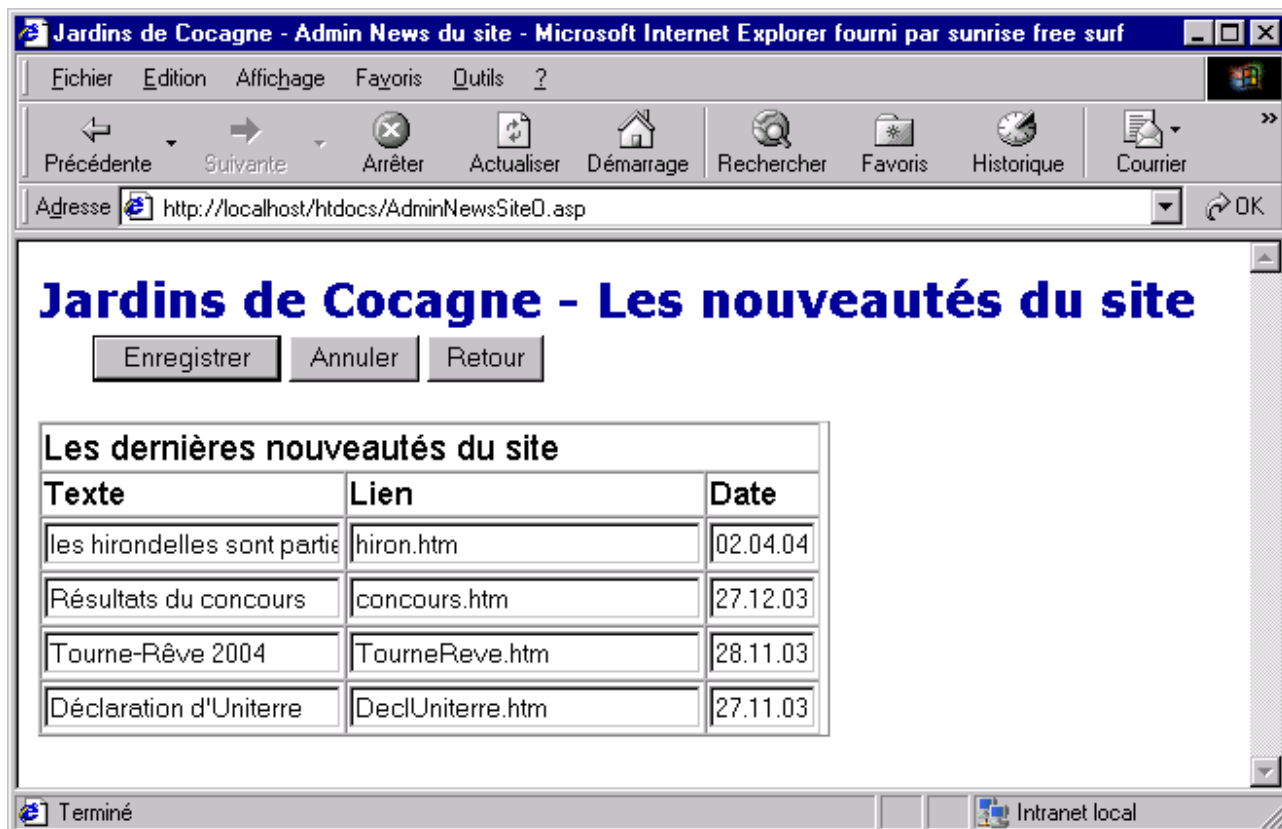 Jardins de Cocagne - Admin News du site - Microsoft Internet Explorer fourni par sunrise free surf
Fichier Edition Affichage Favoris Outils ?
Précédente Suivante Arrêter Actualiser Démarrage Rechercher Favoris Historique Courrier »
Adresse http://localhost/htdocs/AdminNewsSite0.asp OK
Jardins de Cocagne - Les nouveautés du site
Enregistrer Annuler Retour
Les dernières nouveautés du site
Texte Lien Date
les hirondelles sont partie hiron.htm 02.04.04
Résultats du concours concours.htm 27.12.03
Tourne-Rêve 2004 TourneReve.htm 28.11.03
Déclaration d'Uniterre DeclUniterre.htm 27.11.03
Terminé Intranet local